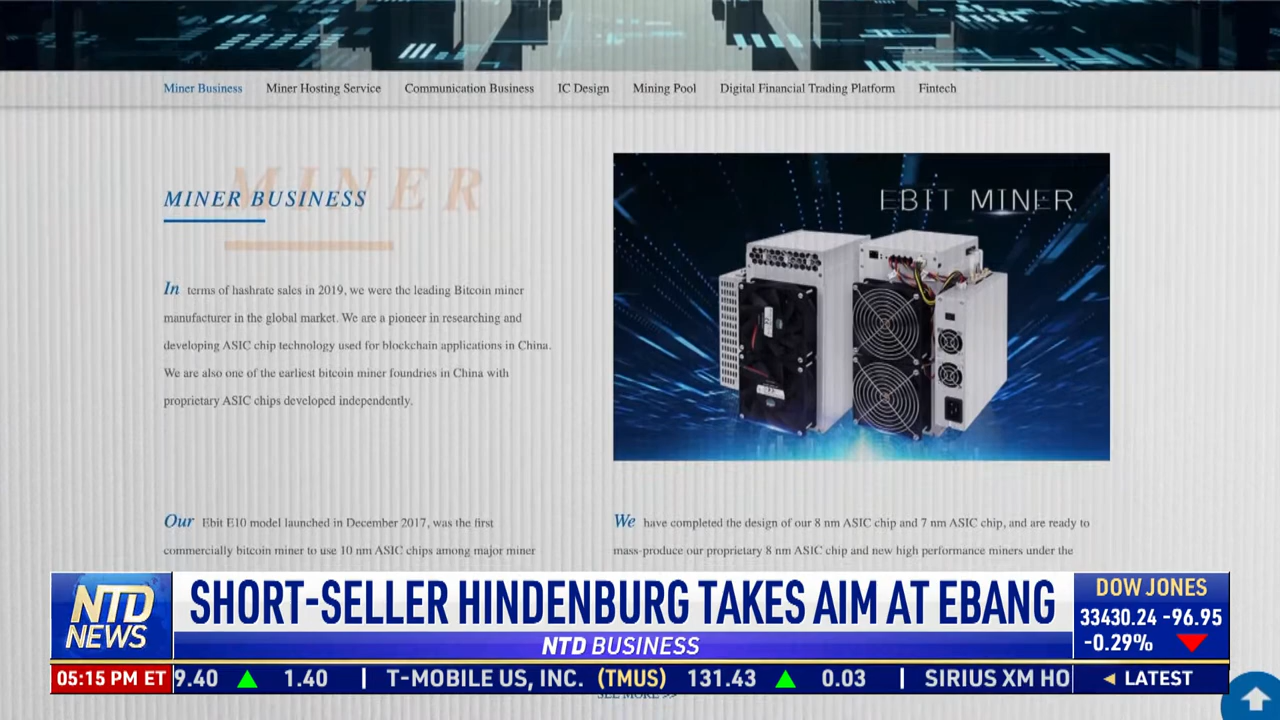 Miner Business Miner Hosting Service Communication Business IC Design Mining Pool Digital Financial Trading Platform Fintech
MINER
MINER BUSINESS
In terms of hashrate sales in 2019, we were the leading Bitcoin miner
manufacturer in the global market. We are a pioneer in researching and
developing ASIC chip technology used for blockchain applications in China.
We are also one of the earliest bitcoin miner foundries in China with
proprietary ASIC chips developed independently.
EBIT MINER
Our Ebit E10 model launched in December 2017, was the first
commercially bitcoin miner to use 10 nm ASIC chips among major miner
We have completed the design of our 8 nm ASIC chip and 7 nm ASIC chip, and are ready to
mass-produce our proprietary 8 nm ASIC chip and new high performance miners under the
NTD
NEWS
SHORT-SELLER HINDENBURG TAKES AIM AT EBANG
NTD BUSINESS
DOW JONES
33430.24 -96.95
-0.29%
05:15 PM ET
9.40 1.40 | T-MOBILE US, INC. (TMUS) 131.43 0.03 | SIRIUS XM HO
LATEST
SEE MORE >>